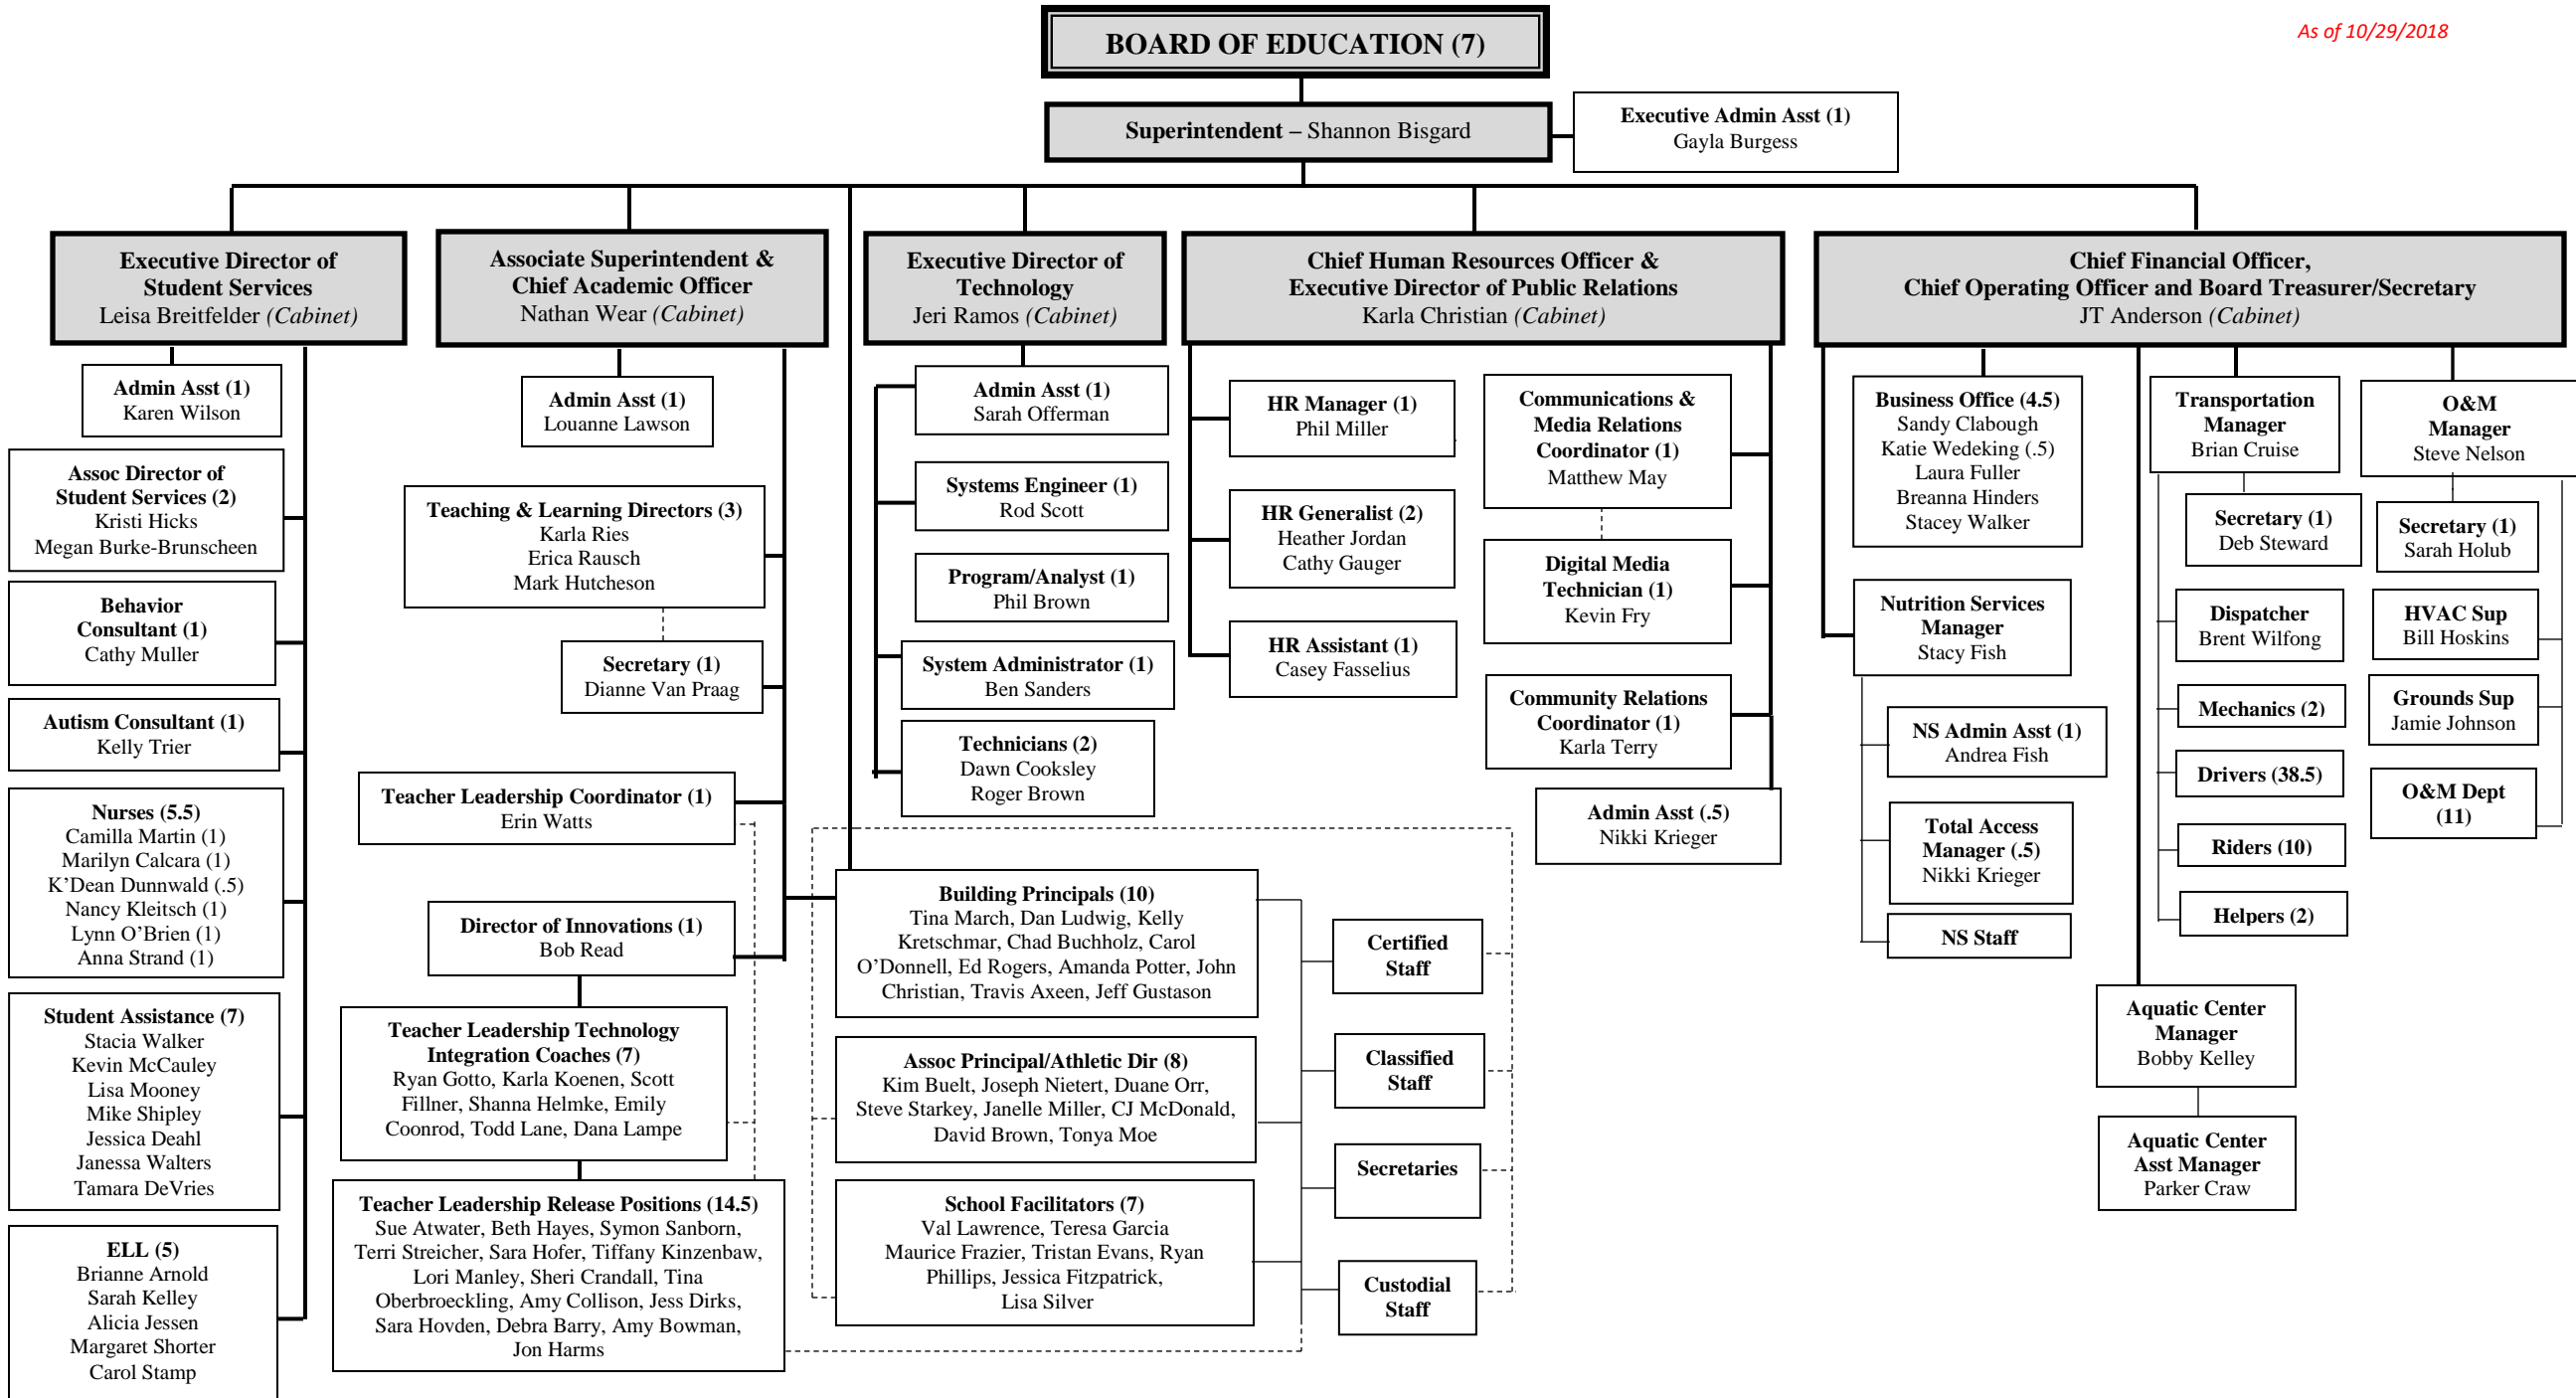 BOARD OF EDUCATION (7)
As of 10/29/2018
Superintendent – Shannon Bisgard
Executive Admin Asst (1)
Gayla Burgess
Executive Director of
Student Services
Leisa Breitfelder (Cabinet)
Associate Superintendent &
Chief Academic Officer
Nathan Wear (Cabinet)
Executive Director of
Technology
Jeri Ramos (Cabinet)
Chief Human Resources Officer &
Executive Director of Public Relations
Karla Christian (Cabinet)
Chief Financial Officer,
Chief Operating Officer and Board Treasurer/Secretary
JT Anderson (Cabinet)
Admin Asst (1)
Karen Wilson
Assoc Director of
Student Services (2)
Kristi Hicks
Megan Burke-Brunscheen
Behavior
Consultant (1)
Cathy Muller
Autism Consultant (1)
Kelly Trier
Nurses (5.5)
Camilla Martin (1)
Marilyn Calcara (1)
K’Dean Dunnwald (.5)
Nancy Kleitsch (1)
Lynn O’Brien (1)
Anna Strand (1)
Student Assistance (7)
Stacia Walker
Kevin McCauley
Lisa Mooney
Mike Shipley
Jessica Deahl
Janessa Walters
Tamara DeVries
ELL (5)
Brianne Arnold
Sarah Kelley
Alicia Jessen
Margaret Shorter
Carol Stamp
Admin Asst (1)
Louanne Lawson
Teaching & Learning Directors (3)
Karla Ries
Erica Rausch
Mark Hutcheson
Secretary (1)
Dianne Van Praag
Teacher Leadership Coordinator (1)
Erin Watts
Director of Innovations (1)
Bob Read
Teacher Leadership Technology
Integration Coaches (7)
Ryan Gotto, Karla Koenen, Scott
Fillner, Shanna Helmke, Emily
Coonrod, Todd Lane, Dana Lampe
Teacher Leadership Release Positions (14.5)
Sue Atwater, Beth Hayes, Symon Sanborn,
Terri Streicher, Sara Hofer, Tiffany Kinzenbaw,
Lori Manley, Sheri Crandall, Tina
Oberbroeckling, Amy Collison, Jess Dirks,
Sara Hovden, Debra Barry, Amy Bowman,
Jon Harms
Admin Asst (1)
Sarah Offerman
Systems Engineer (1)
Rod Scott
Program/Analyst (1)
Phil Brown
System Administrator (1)
Ben Sanders
Technicians (2)
Dawn Cooksley
Roger Brown
Building Principals (10)
Tina March, Dan Ludwig, Kelly
Kretschmar, Chad Buchholz, Carol
O’Donnell, Ed Rogers, Amanda Potter, John
Christian, Travis Axeen, Jeff Gustason
Assoc Principal/Athletic Dir (8)
Kim Buelt, Joseph Nietert, Duane Orr,
Steve Starkey, Janelle Miller, CJ McDonald,
David Brown, Tonya Moe
School Facilitators (7)
Val Lawrence, Teresa Garcia
Maurice Frazier, Tristan Evans, Ryan
Phillips, Jessica Fitzpatrick,
Lisa Silver
Certified
Staff
Classified
Staff
Secretaries
Custodial
Staff
HR Manager (1)
Phil Miller
HR Generalist (2)
Heather Jordan
Cathy Gauger
HR Assistant (1)
Casey Fasselius
Communications &
Media Relations
Coordinator (1)
Matthew May
Digital Media
Technician (1)
Kevin Fry
Community Relations
Coordinator (1)
Karla Terry
Admin Asst (.5)
Nikki Krieger
Business Office (4.5)
Sandy Clabough
Katie Wedeking (.5)
Laura Fuller
Breanna Hinders
Stacey Walker
Nutrition Services
Manager
Stacy Fish
NS Admin Asst (1)
Andrea Fish
Total Access
Manager (.5)
Nikki Krieger
NS Staff
Transportation
Manager
Brian Cruise
Secretary (1)
Deb Steward
Dispatcher
Brent Wilfong
Mechanics (2)
Drivers (38.5)
Riders (10)
Helpers (2)
O&M
Manager
Steve Nelson
Secretary (1)
Sarah Holub
HVAC Sup
Bill Hoskins
Grounds Sup
Jamie Johnson
O&M Dept
(11)
Aquatic Center
Manager
Bobby Kelley
Aquatic Center
Asst Manager
Parker Craw